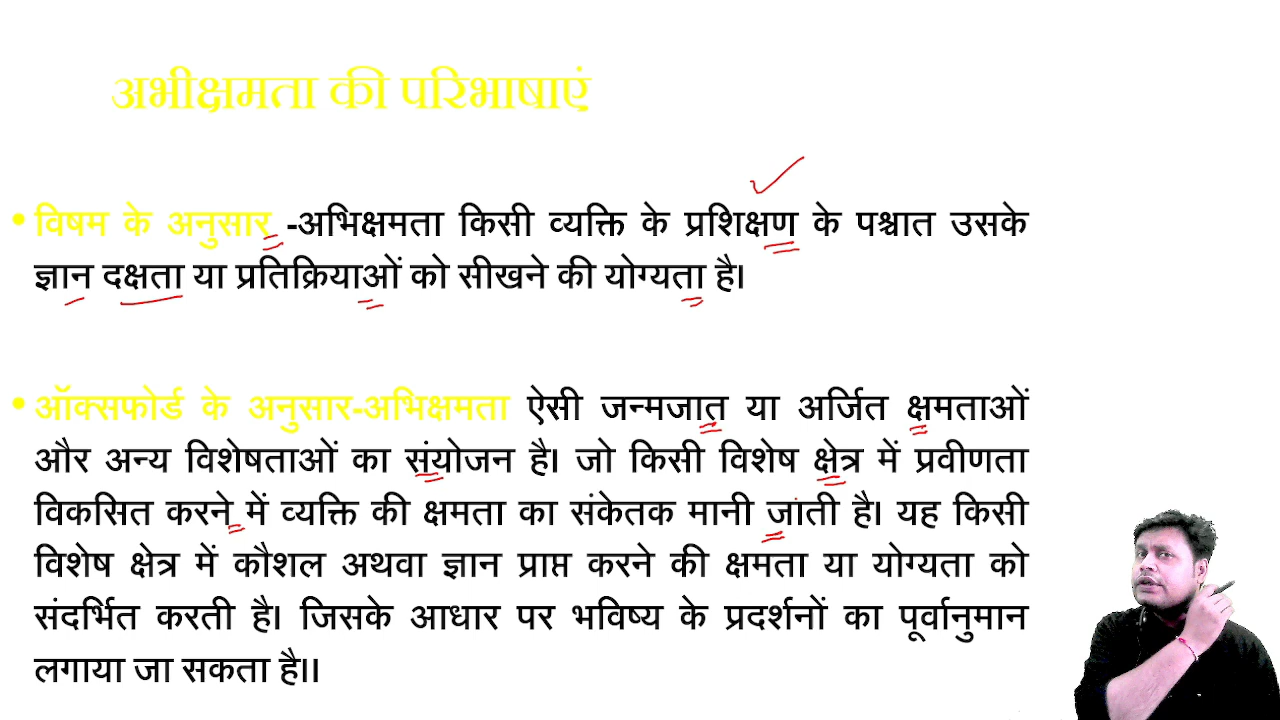 अभीक्षमता की परिभाषाएं
• विषम के अनुसार -अभिक्षमता किसी व्यक्ति के प्रशिक्षण के पश्चात उसके
ज्ञान दक्षता या प्रतिक्रियाओं को सीखने की योग्यता है।
• ऑक्सफोर्ड के अनुसार-अभिक्षमता ऐसी जन्मजात या अर्जित क्षमताओं
और अन्य विशेषताओं का संयोजन है। जो किसी विशेष क्षेत्र में प्रवीणता
विकसित करने में व्यक्ति की क्षमता का संकेतक मानी जाती है। यह किसी
विशेष क्षेत्र में कौशल अथवा ज्ञान प्राप्त करने की क्षमता या योग्यता को
संदर्भित करती है। जिसके आधार पर भविष्य के प्रदर्शनों का पूर्वानुमान
लगाया जा सकता है।।